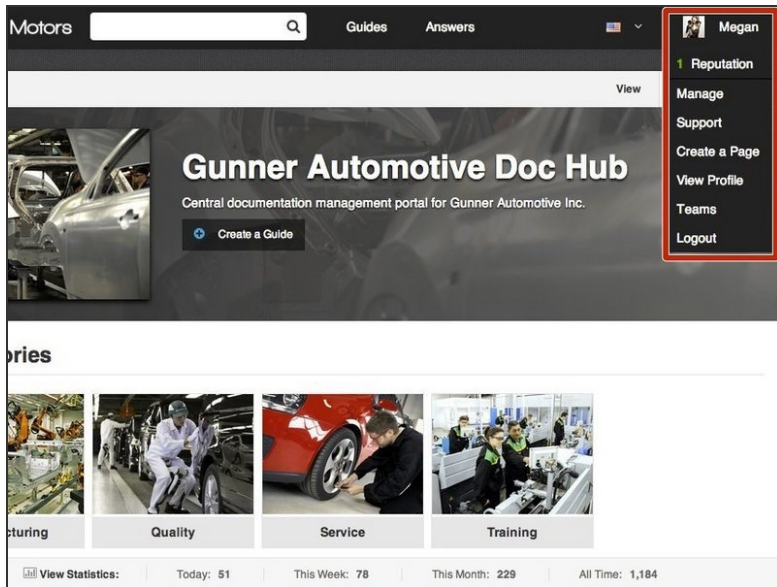 Motors
Guides
Answers
Megan
1 Reputation
Manage
Support
Create a Page
View Profile
Teams
Logout
View
Gunner Automotive Doc Hub
Central documentation management portal for Gunner Automotive Inc.
Create a Guide
ories
cturing
Quality
Service
Training
View Statistics: Today: 51 This Week: 78 This Month: 229 All Time: 1,184